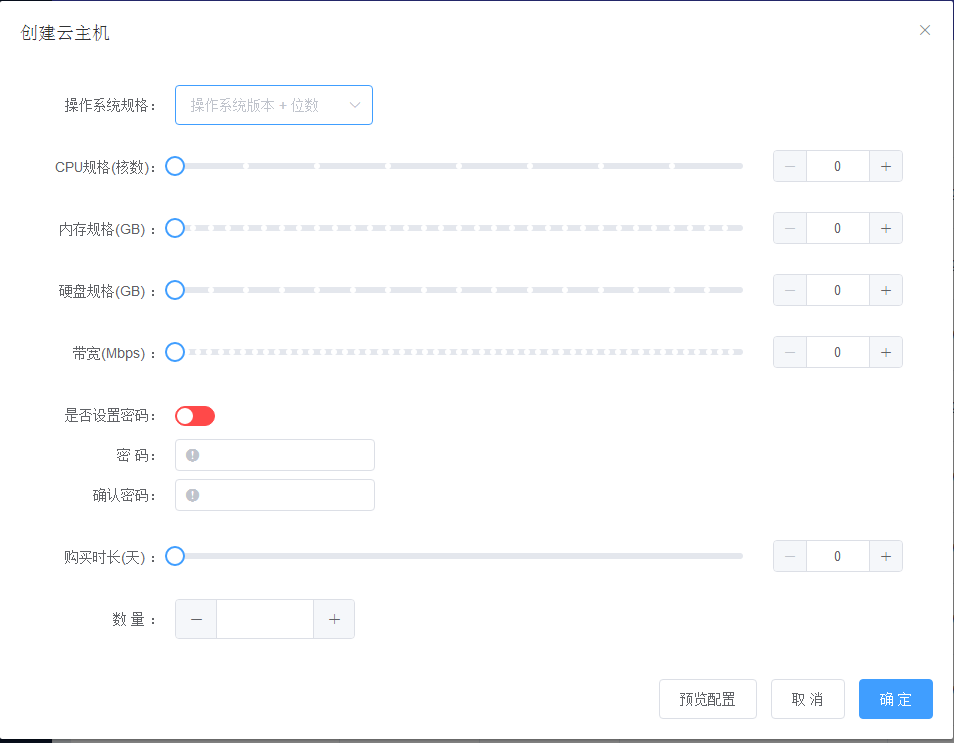 创建云主机
操作系统规格： 操作系统版本 + 位数
CPU规格(核数)： 0
内存规格(GB)： 0
硬盘规格(GB)： 0
带宽(Mbps)： 0
是否设置密码：
密 码：
确认密码：
购买时长(天)： 0
数 量：
预览配置 取 消 确 定